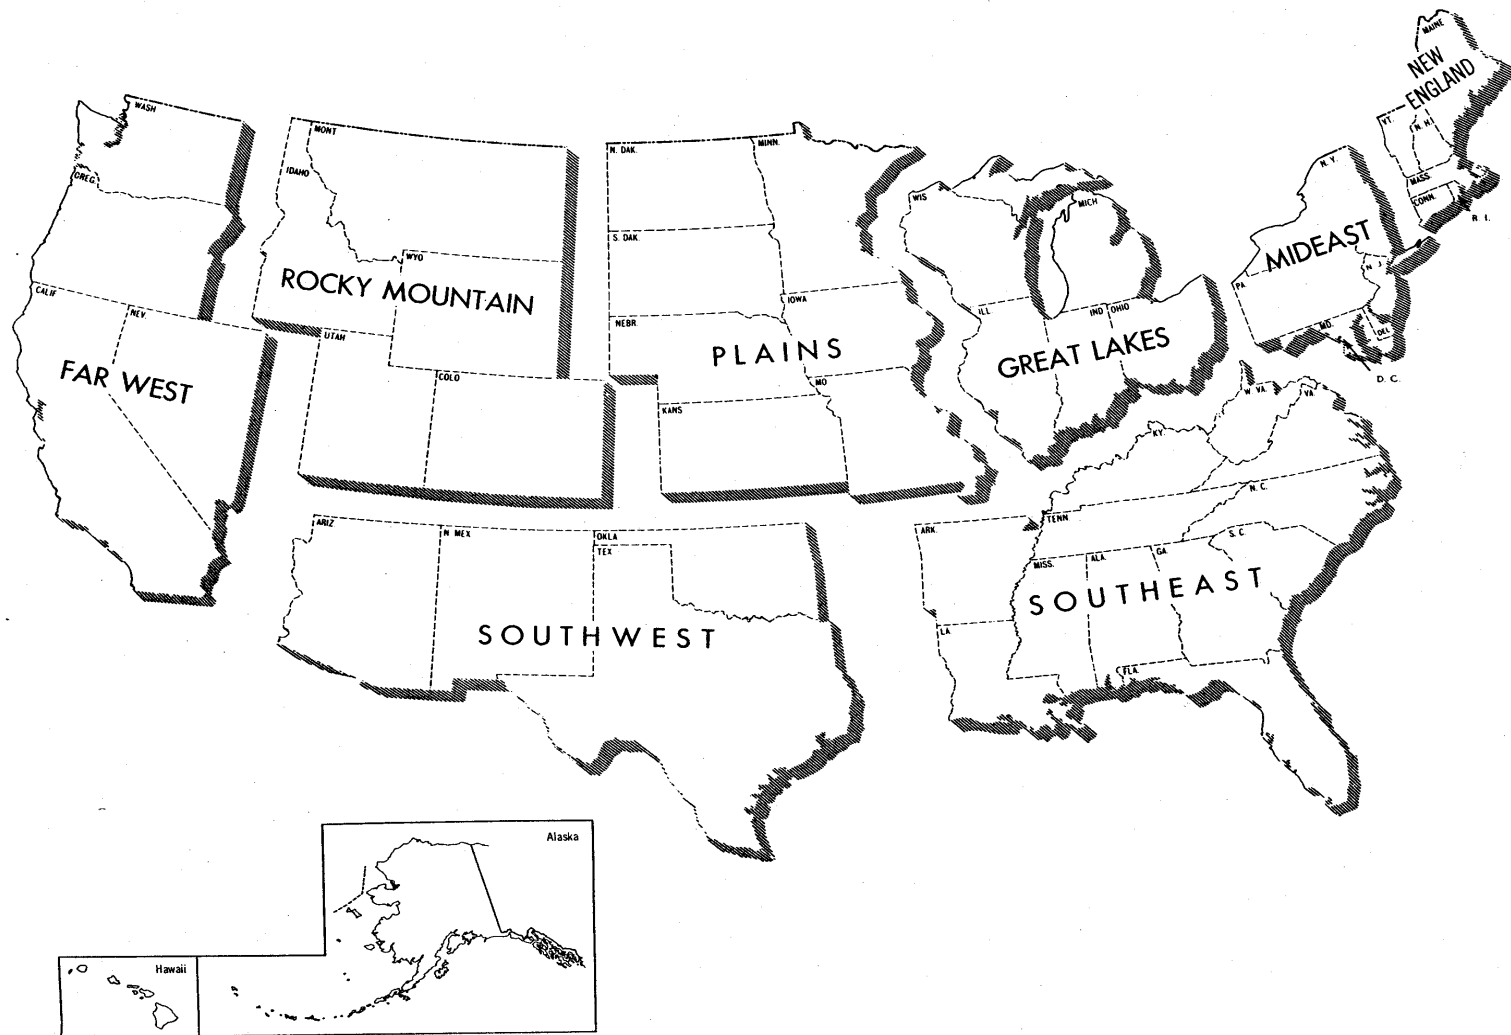 MAINE
NEW
ENGLAND
VT.
N.H.
MASS.
CONN.
R. I.
WASH
OREG.
CALIF
NEV.
FAR WEST
MONT
IDAHO
WYO
ROCKY MOUNTAIN
UTAH
COLO
N. DAK.
MINN.
S. DAK.
NEBR.
IOWA
PLAINS
KANS
MO
WIS
MICH
ILL.
IND
OHIO
GREAT LAKES
N. Y.
MIDEAST
PA.
N. J.
MD.
DEL
D. C.
ARIZ
N MEX
OKLA
TEX
SOUTHWEST
W VA.
VA.
KY.
N. C.
TENN
ARK.
S. C.
MISS.
ALA.
GA.
SOUTHEAST
LA
FLA.
Alaska
Hawaii